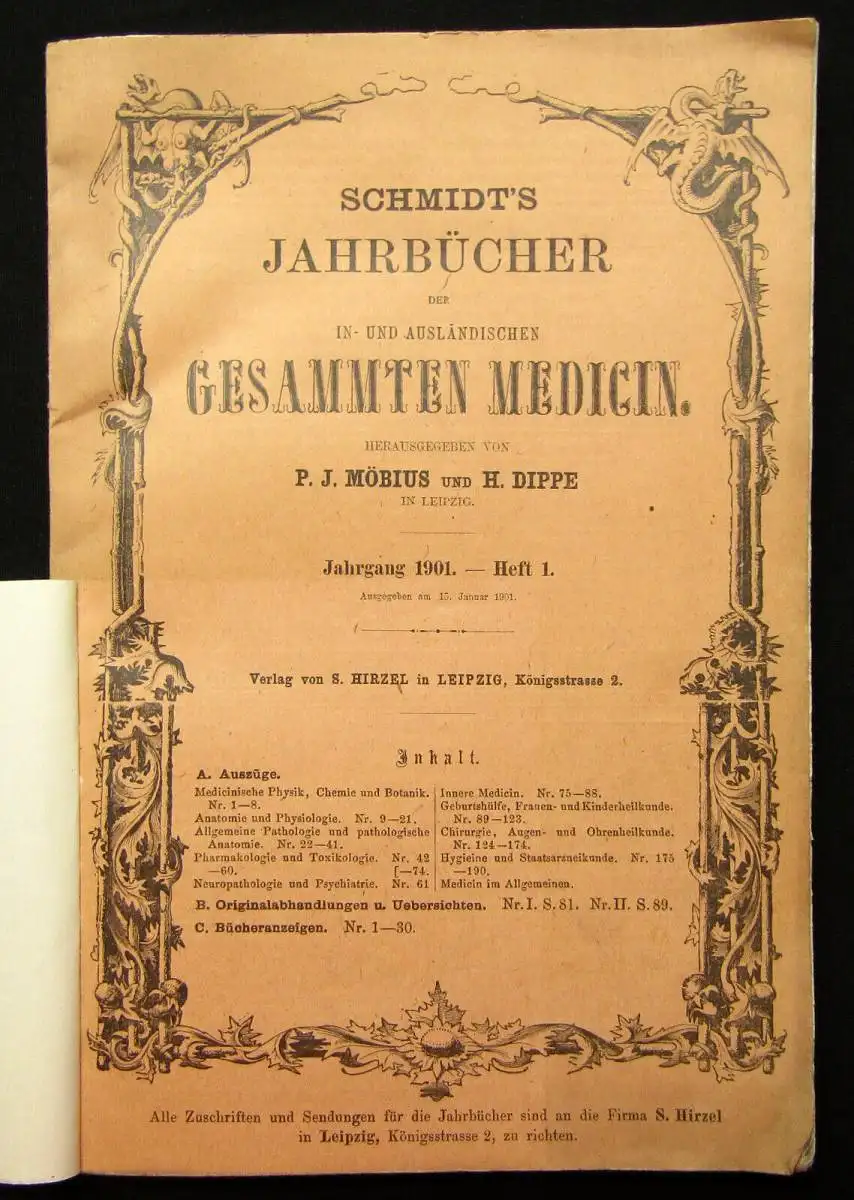 SCHMIDT'S
JAHRBÜCHER
DER
IN- UND AUSLÄNDISCHEN
GESAMMTEN MEDICIN.
HERAUSGEGEBEN VON
P. J. MÖBIUS UND H. DIPPE
IN LEIPZIG.
Jahrgang 1901. — Heft 1.
Ausgegeben am 15. Januar 1901.
Verlag von S. HIRZEL in LEIPZIG, Königsstrasse 2.
Inhalt.
A. Auszüge.
Medicinische Physik, Chemie und Botanik.
Nr. 1—8.
Anatomie und Physiologie. Nr. 9—21.
Allgemeine Pathologie und pathologische
Anatomie. Nr. 22—41.
Pharmakologie und Toxikologie. Nr. 42
—60. [—74.
Neuropathologie und Psychiatrie. Nr. 61
Innere Medicin. Nr. 75—88.
Geburtshülfe, Frauen- und Kinderheilkunde.
Nr. 89—123.
Chirurgie, Augen- und Ohrenheilkunde.
Nr. 124—174.
Hygieine und Staatsarzneikunde. Nr. 175
—190.
Medicin im Allgemeinen.
B. Originalabhandlungen u. Uebersichten. Nr. I. S. 81. Nr. II. S. 89.
C. Bücheranzeigen. Nr. 1—30.
Alle Zuschriften und Sendungen für die Jahrbücher sind an die Firma S. Hirzel
in Leipzig, Königsstrasse 2, zu richten.